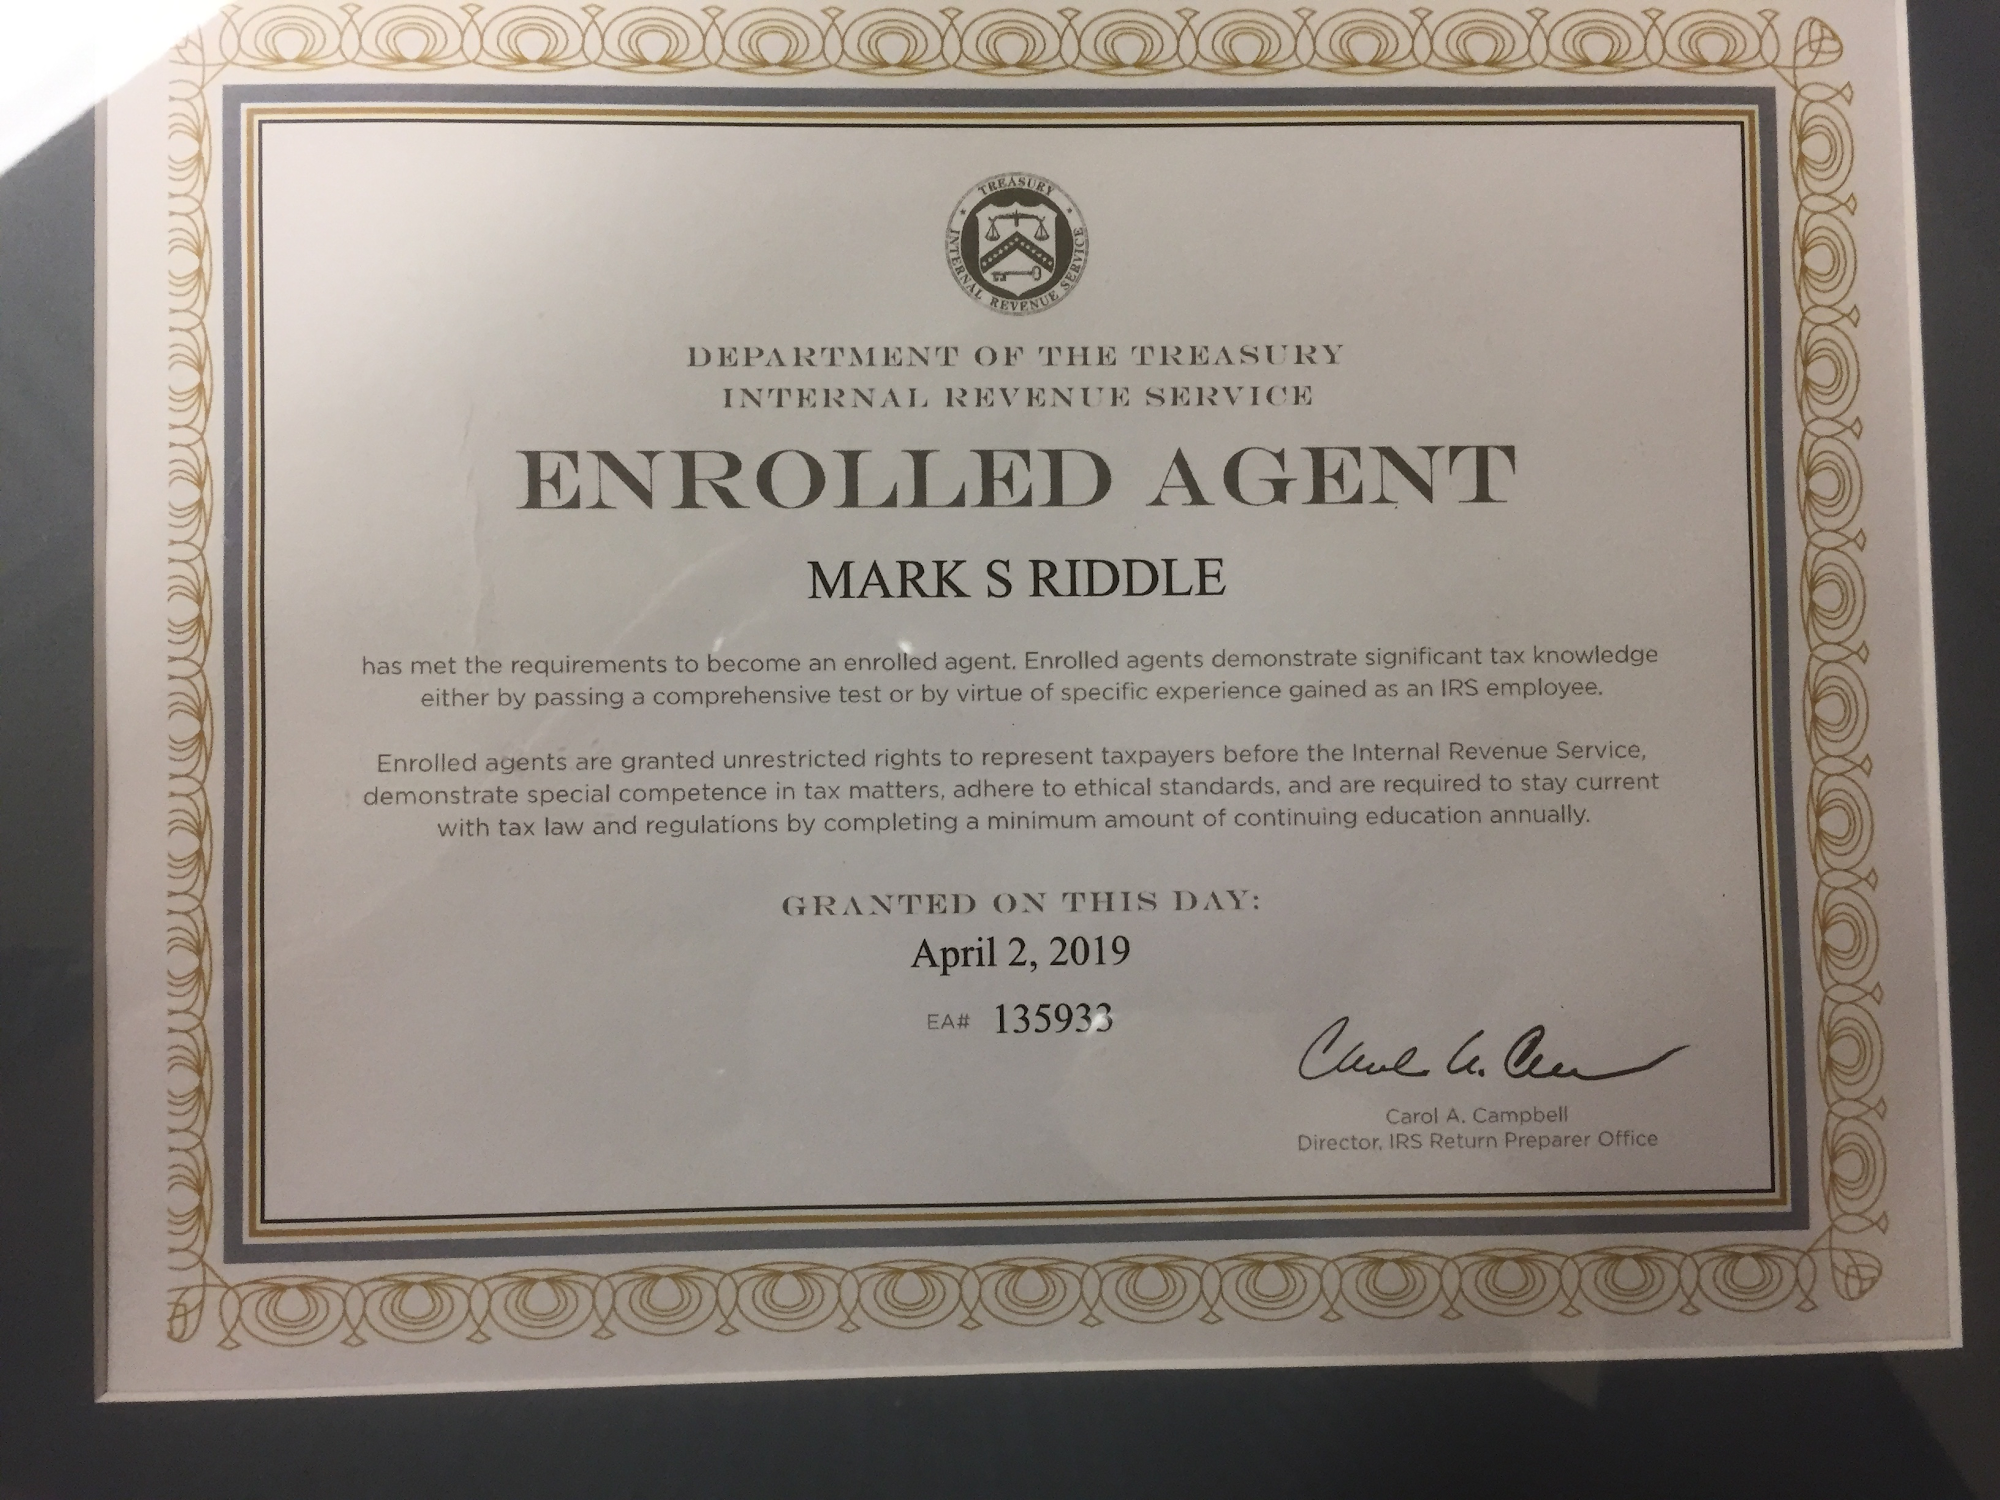 TREASURY
INTERNAL REVENUE SERVICE
DEPARTMENT OF THE TREASURY
INTERNAL REVENUE SERVICE
ENROLLED AGENT
MARK S RIDDLE
has met the requirements to become an enrolled agent. Enrolled agents demonstrate significant tax knowledge
either by passing a comprehensive test or by virtue of specific experience gained as an IRS employee.
Enrolled agents are granted unrestricted rights to represent taxpayers before the Internal Revenue Service,
demonstrate special competence in tax matters, adhere to ethical standards, and are required to stay current
with tax law and regulations by completing a minimum amount of continuing education annually.
GRANTED ON THIS DAY:
April 2, 2019
EA# 135933
Carol A. Campbell
Director, IRS Return Preparer Office